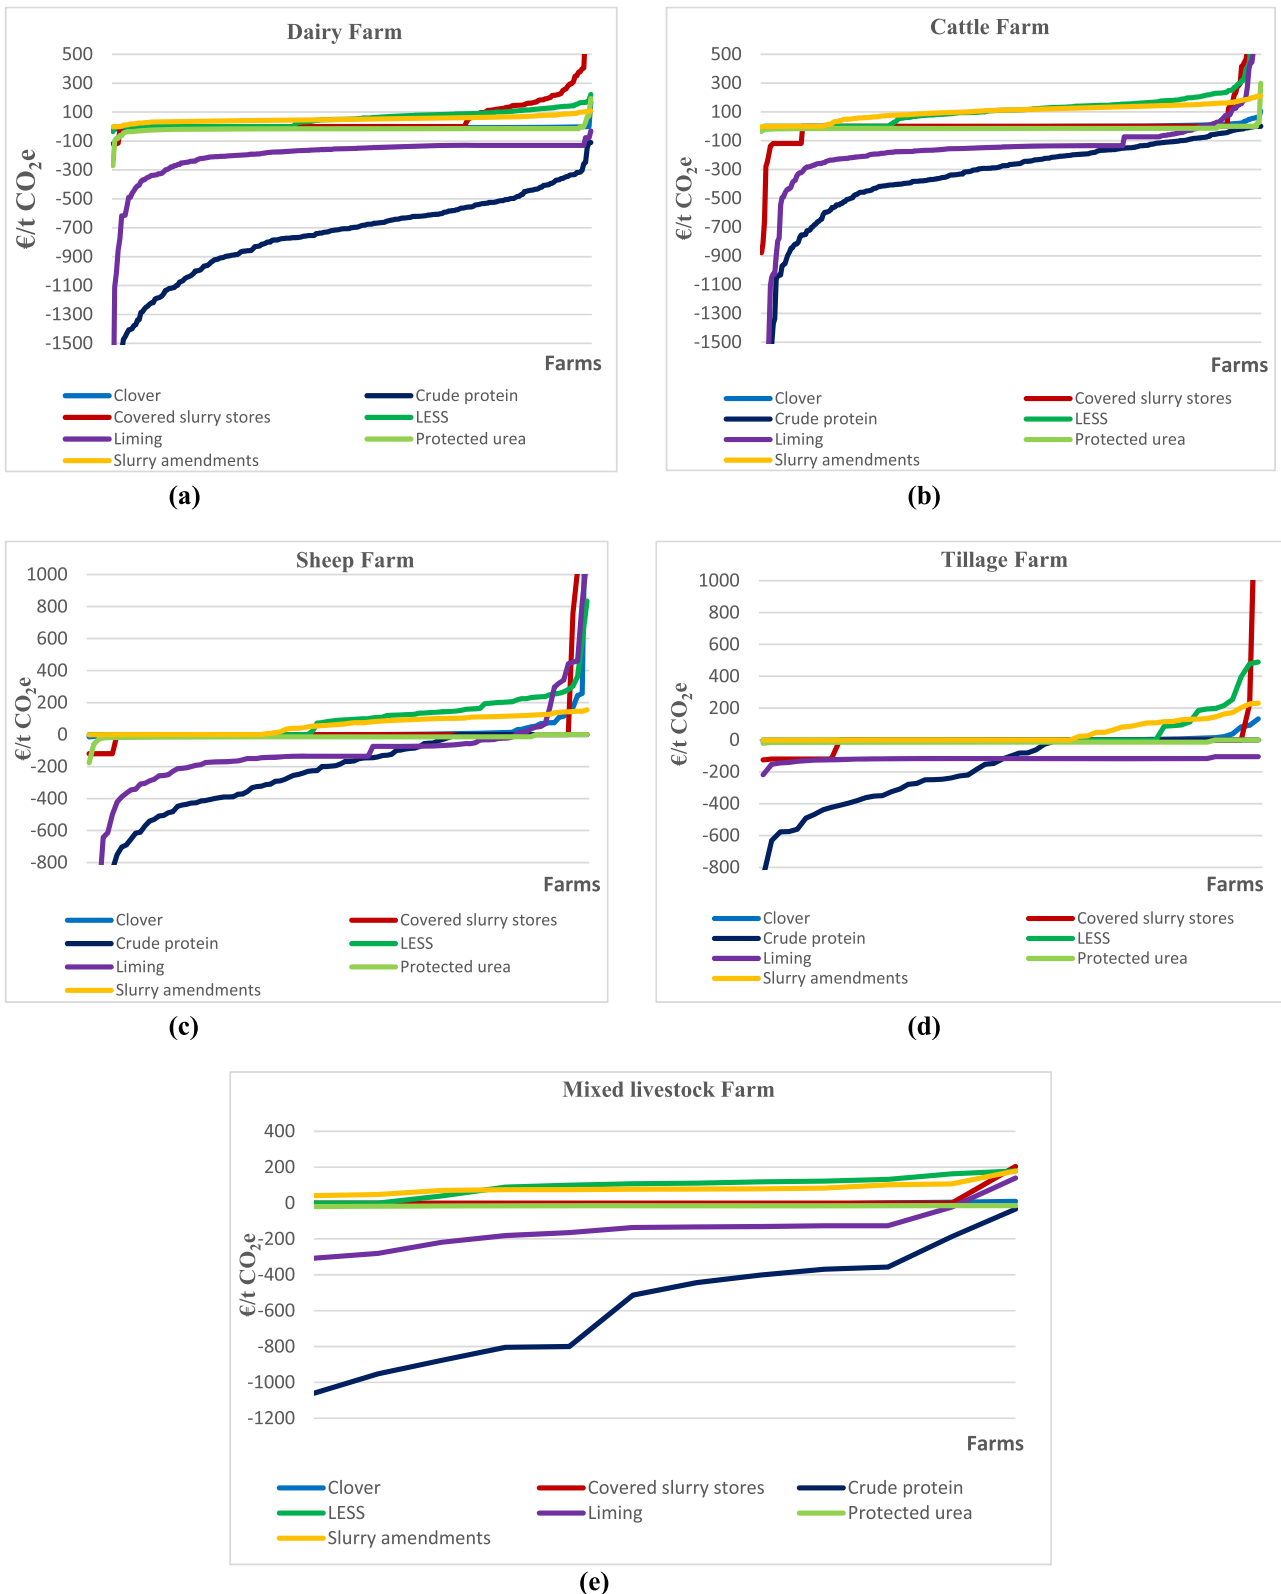 Dairy Farm
500
300
100
-100
-300
-500
-700
-900
-1100
-1300
-1500
€/t CO₂e
Farms
Clover
Crude protein
Covered slurry stores
LESS
Liming
Protected urea
Slurry amendments
(a)
Cattle Farm
500
300
100
-100
-300
-500
-700
-900
-1100
-1300
-1500
€/t CO₂e
Farms
Clover
Covered slurry stores
Crude protein
LESS
Liming
Protected urea
Slurry amendments
(b)
Sheep Farm
1000
800
600
400
200
0
-200
-400
-600
-800
€/t CO₂e
Farms
Clover
Covered slurry stores
Crude protein
LESS
Liming
Protected urea
Slurry amendments
(c)
Tillage Farm
1000
800
600
400
200
0
-200
-400
-600
-800
€/t CO₂e
Farms
Clover
Covered slurry stores
Crude protein
LESS
Liming
Protected urea
Slurry amendments
(d)
Mixed livestock Farm
400
200
0
-200
-400
-600
-800
-1000
-1200
€/t CO₂e
Farms
Clover
Covered slurry stores
Crude protein
LESS
Liming
Protected urea
Slurry amendments
(e)